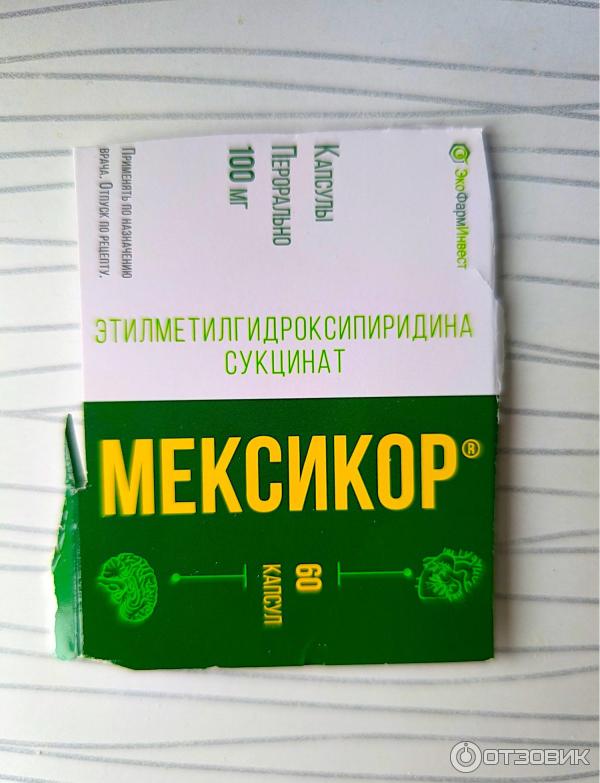 Капсулы
Перорально
100 мг
Применять по назначению
врача. Отпуск по рецепту.
ЭкоФармИнвест
ЭТИЛМЕТИЛГИДРОКСИПИРИДИНА
СУКЦИНАТ
МЕКСИКОР®
60
КАПСУЛ
ОТЗОВИК